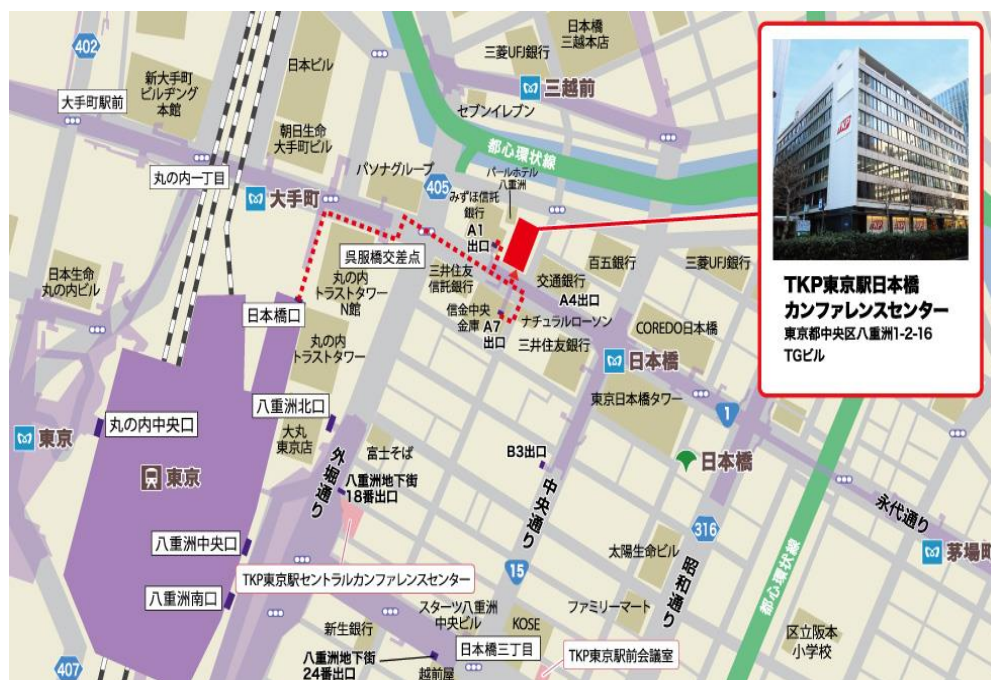 402
新大手町
ビルヂング
本館
大手町駅前
日本ビル
三菱UFJ銀行
日本橋
三越本店
三越前
セブンイレブン
朝日生命
大手町ビル
丸の内一丁目
大手町
パソナグループ
405
都心環状線
パールホテル
八重洲
みずほ信託
銀行
A1
出口
呉服橋交差点
日本生命
丸の内ビル
丸の内
トラストタワー
N館
三井住友
信託銀行
交通銀行
百五銀行
三菱UFJ銀行
A4出口
日本橋口
信金中央
金庫
A7
出口
ナチュラルローソン
三井住友銀行
COREDO日本橋
丸の内
トラストタワー
日本橋
東京日本橋タワー
1
八重洲北口
丸の内中央口
東京
東京
大丸
東京店
外堀通り
富士そば
八重洲地下街
18番出口
B3出口
中央通り
日本橋
永代通り
茅場町
316
昭和通り
都心環状線
八重洲中央口
八重洲南口
TKP東京駅セントラルカンファレンスセンター
15
太陽生命ビル
スターツ八重洲
中央ビル
KOSE
ファミリーマート
新生銀行
八重洲地下街
24番出口
越前屋
日本橋三丁目
TKP東京駅前会議室
区立阪本
小学校
407
TKP
TKP東京駅日本橋
カンファレンスセンター
東京都中央区八重洲1-2-16
TGビル